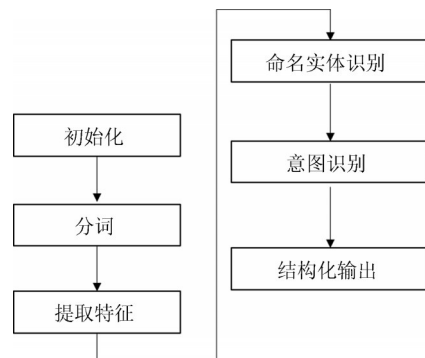 初始化
分词
提取特征
命名实体识别
意图识别
结构化输出